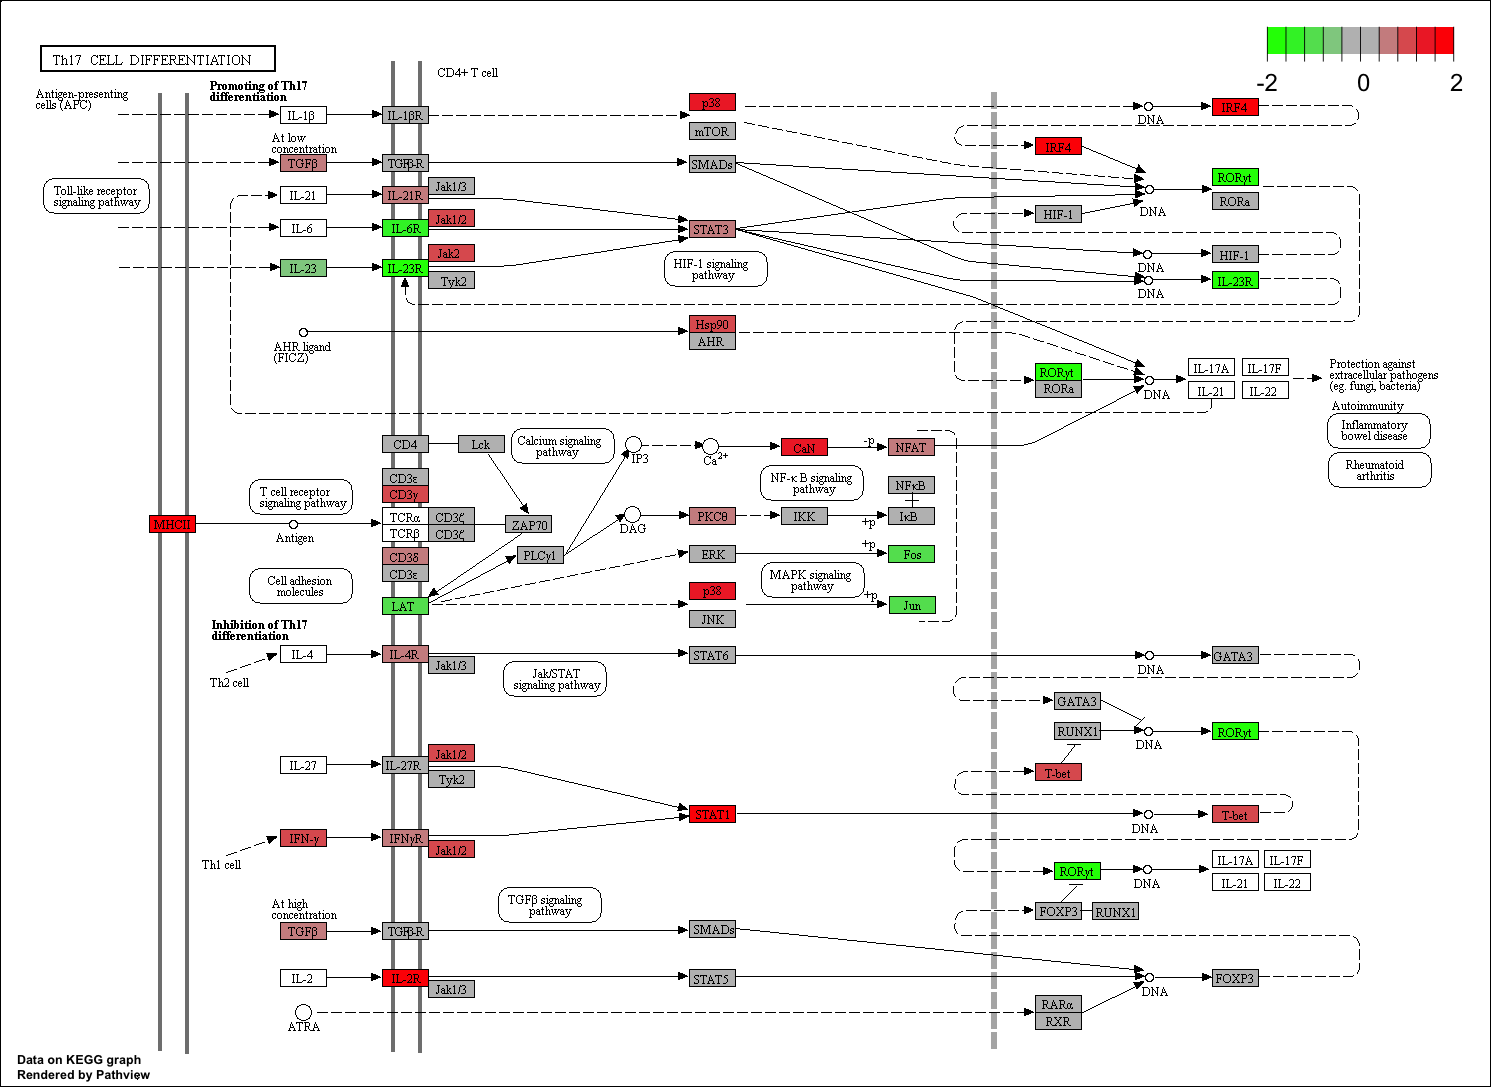 Th17 CELL DIFFERENTIATION
CD4+ T cell
-2
0
2
Antigen-presenting
cells (APC)
Promoting of Th17
differentiation
IL-1β
IL-1βR
p38
mTOR
DNA
IRF4
At low
concentration
TGFβ
TGFβ-R
SMADs
IRF4
Toll-like receptor
signaling pathway
IL-21
IL-21R
Jak1/3
RORγt
RORa
DNA
HIF-1
IL-6
IL-6R
Jak1/2
STAT3
IL-23
IL-23R
Jak2
Tyk2
HIF-1 signaling
pathway
DNA
HIF-1
DNA
IL-23R
AHR ligand
(FICZ)
Hsp90
AHR
RORγt
RORa
DNA
IL-17A
IL-17F
IL-21
IL-22
Protection against
extracellular pathogens
(eg. fungi, bacteria)
Autoimmunity
Inflammatory
bowel disease
Rheumatoid
arthritis
CD4
Lck
Calcium signaling
pathway
IP3
Ca2+
CaN
-p
NFAT
CD3ε
CD3γ
T cell receptor
signaling pathway
NF-κB signaling
pathway
NFκB
MHCII
Antigen
TCRα
TCRβ
CD3ζ
CD3ζ
ZAP70
DAG
PKCθ
IKK
+p
IκB
CD3δ
CD3ε
PLCγ1
ERK
+p
Fos
Cell adhesion
molecules
LAT
p38
JNK
MAPK signaling
pathway
+p
Jun
Inhibition of Th17
differentiation
IL-4
IL-4R
Jak1/3
STAT6
DNA
GATA3
Th2 cell
Jak/STAT
signaling pathway
GATA3
RUNX1
DNA
RORγt
IL-27
IL-27R
Jak1/2
Tyk2
T-bet
STAT1
DNA
T-bet
IFN-γ
IFNγR
Jak1/2
Th1 cell
RORγt
DNA
IL-17A
IL-17F
IL-21
IL-22
At high
concentration
TGFβ
TGFβ-R
TGFβ signaling
pathway
SMADs
FOXP3
RUNX1
IL-2
IL-2R
Jak1/3
STAT5
DNA
FOXP3
ATRA
RARα
RXR
Data on KEGG graph
Rendered by Pathview